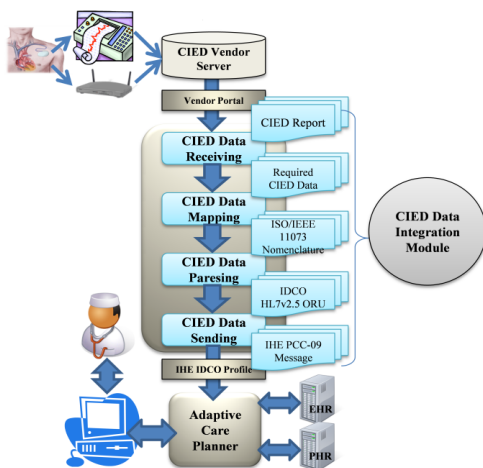 CIED Vendor
Server
Vendor Portal
CIED Report
CIED Data
Receiving
Required
CIED Data
CIED Data
Mapping
ISO/IEEE
11073
Nomenclature
CIED Data
Integration
Module
CIED Data
Paresing
IDCO
HL7v2.5 ORU
CIED Data
Sending
IHE PCC-09
Message
IHE IDCO Profile
Adaptive
Care
Planner
EHR
PHR